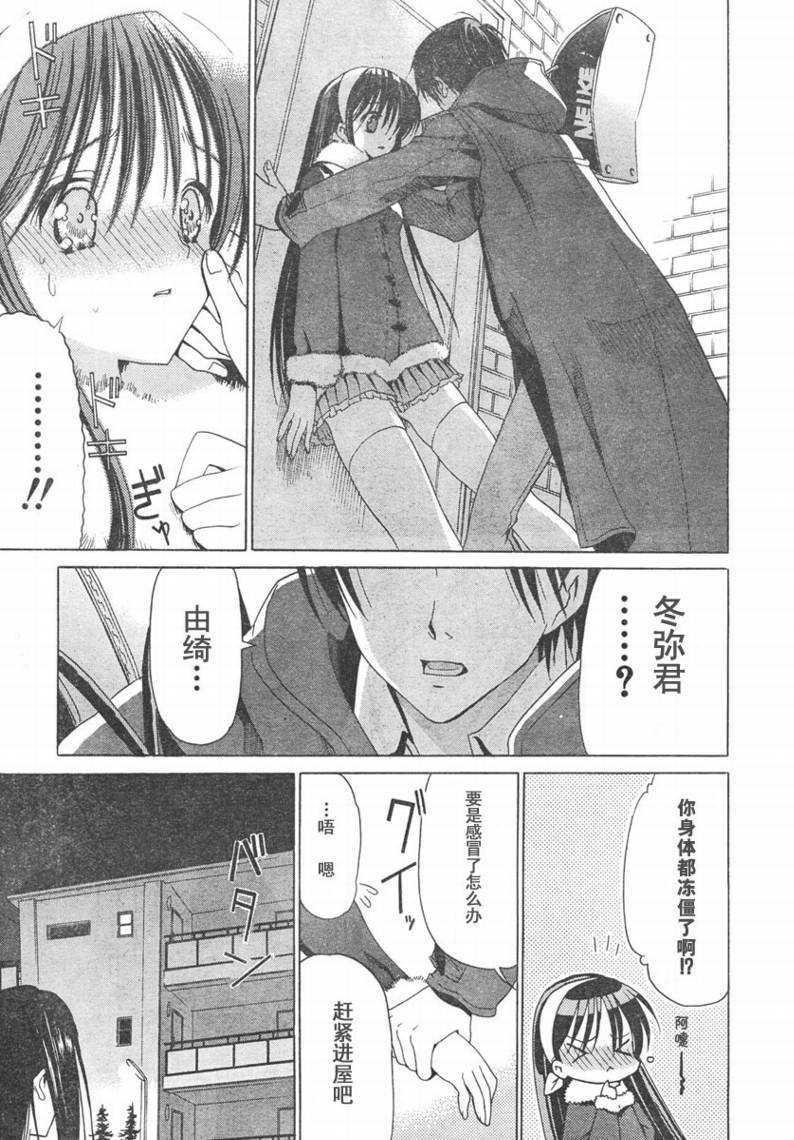 NEIKE
ドキ
ドキ
……!!
ぎゅ
冬弥君
……?
由绮
…
你身体都冻僵了啊!?
阿嚏
要是感冒了怎么办
グイッ
…唔
嗯
赶紧进屋吧
バタン